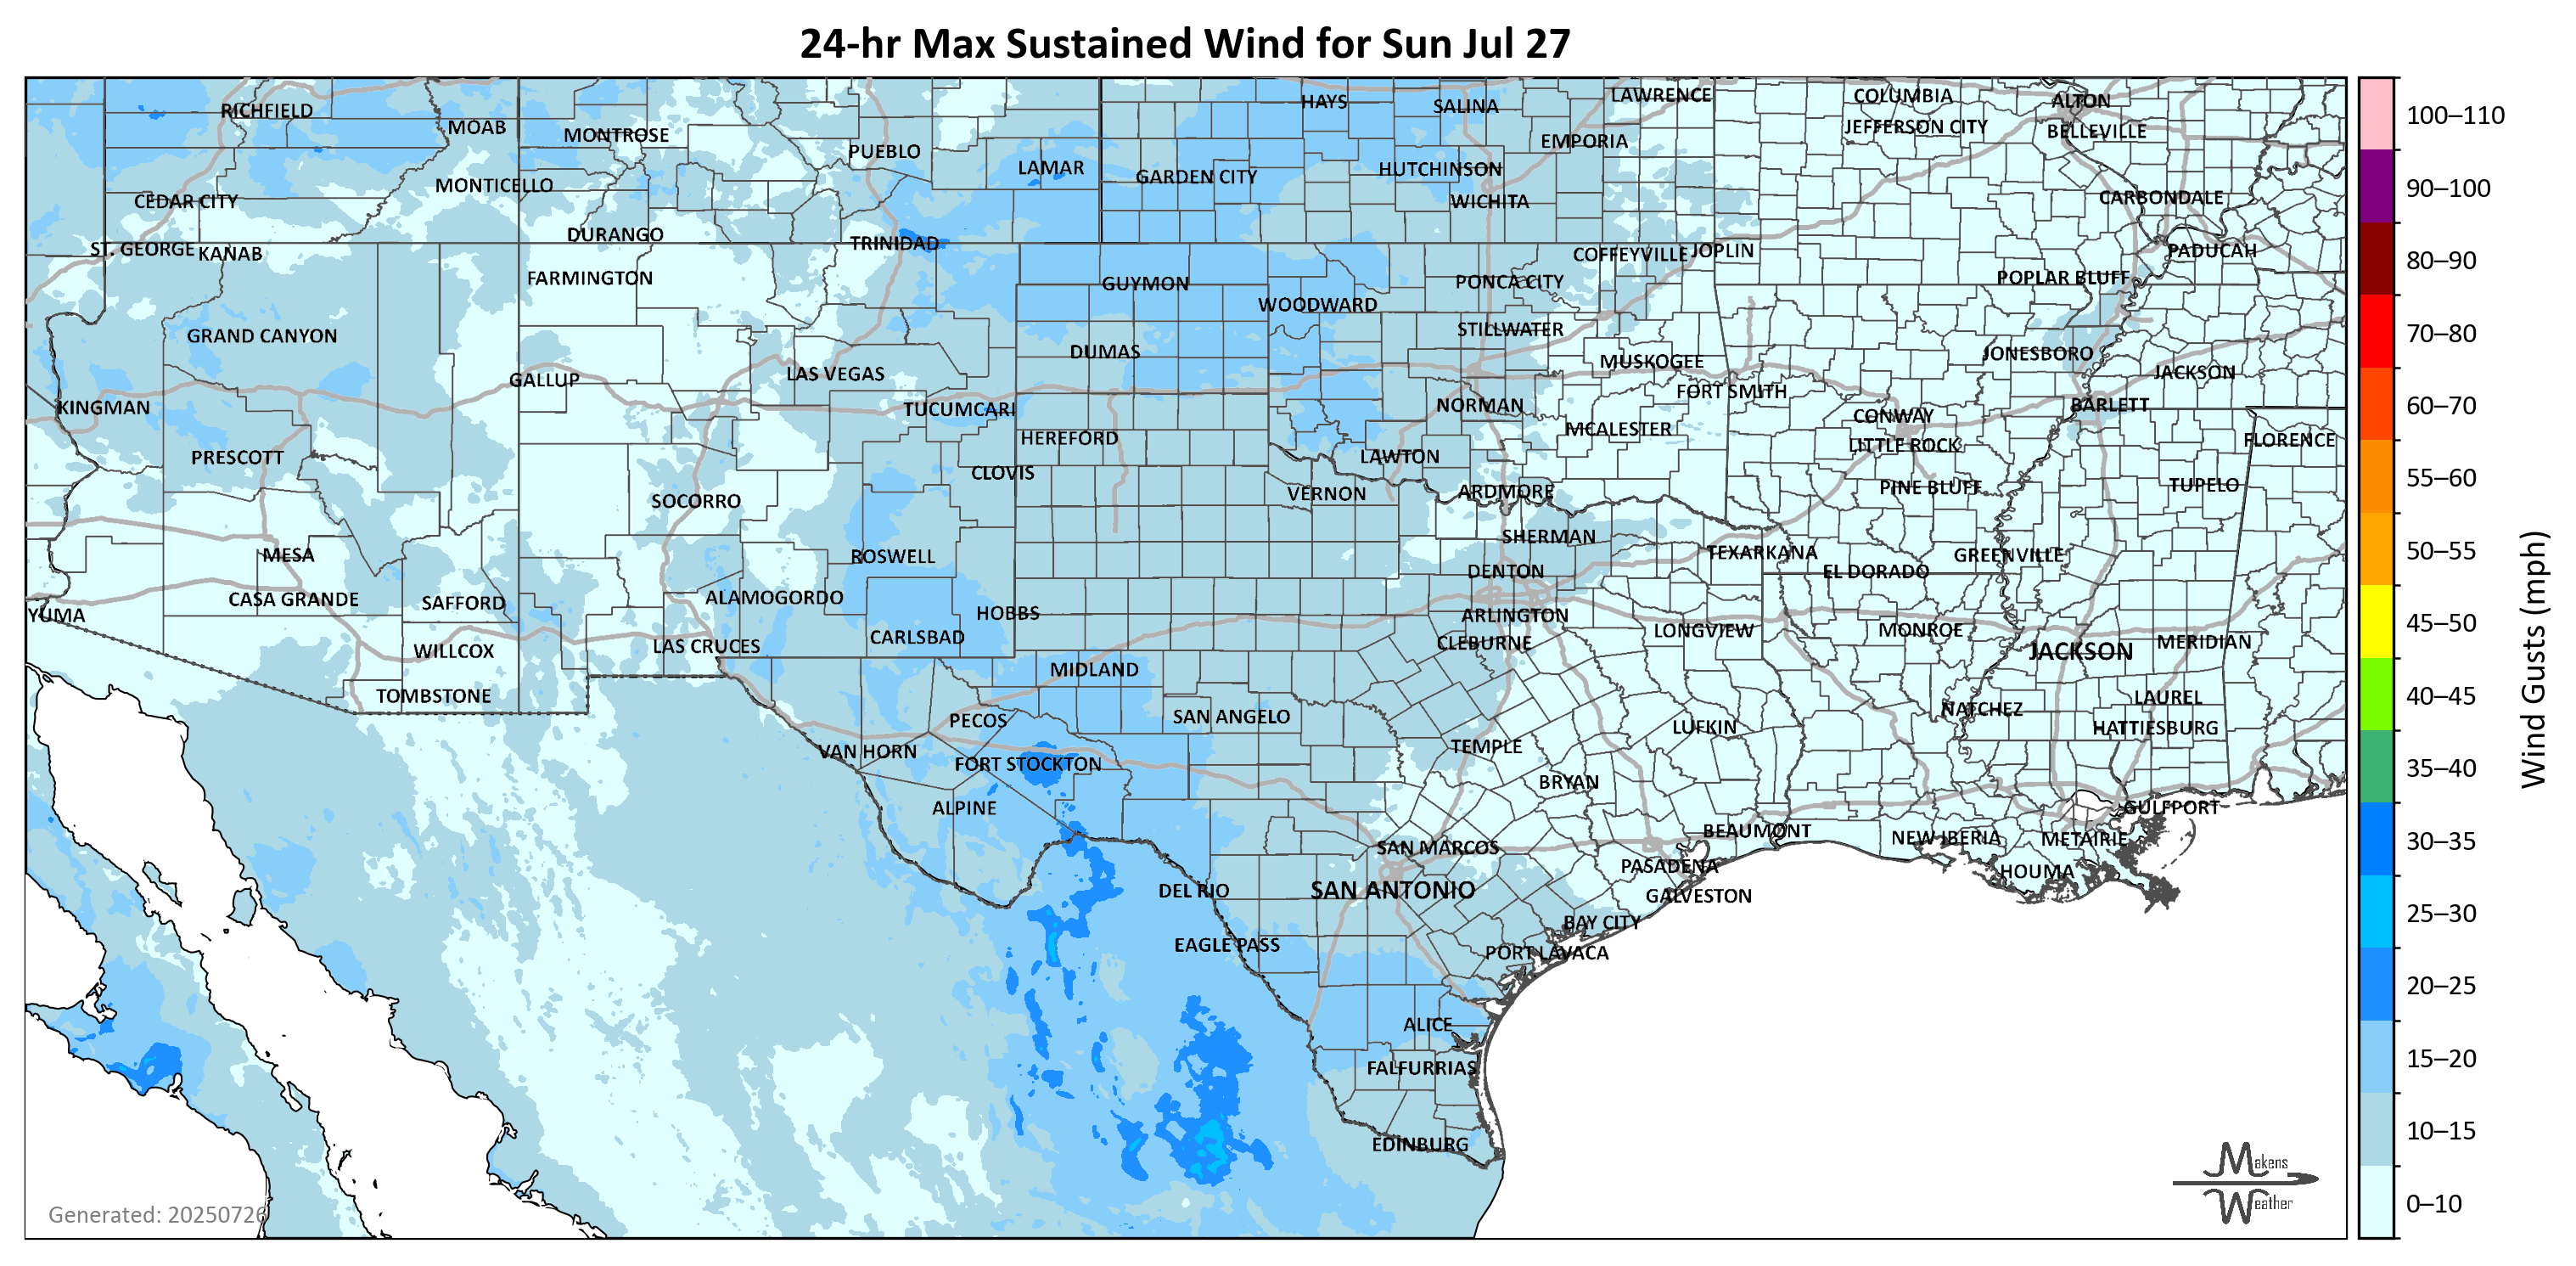 24-hr Max Sustained Wind for Sun Jul 27
RICHFIELD
MOAB
MONTROSE
PUEBLO
LAMAR
HAYS
SALINA
LAWRENCE
COLUMBIA
ALTON
JEFFERSON CITY
BELLEVILLE
EMPORIA
GARDEN CITY
HUTCHINSON
MONTICELLO
CEDAR CITY
WICHITA
CARBONDALE
DURANGO
TRINIDAD
ST. GEORGE
KANAB
COFFEYVILLE
JOPLIN
PADUCAH
FARMINGTON
GUYMON
PONCA CITY
POPLAR BLUFF
WOODWARD
GRAND CANYON
STILLWATER
DUMAS
MUSKOGEE
JONESBORO
GALLUP
LAS VEGAS
FORT SMITH
JACKSON
KINGMAN
TUCUMCARI
NORMAN
CONWAY
BARLETT
HEREFORD
MCALESTER
LITTLE ROCK
FLORENCE
PRESCOTT
CLOVIS
LAWTON
SOCORRO
VERNON
ARDMORE
PINE BLUFF
TUPELO
MESA
ROSWELL
SHERMAN
TEXARKANA
GREENVILLE
DENTON
EL DORADO
CASA GRANDE
SAFFORD
ALAMOGORDO
YUMA
HOBBS
ARLINGTON
CARLSBAD
CLEBURNE
LONGVIEW
MONROE
WILLCOX
LAS CRUCES
JACKSON
MERIDIAN
MIDLAND
TOMBSTONE
LAUREL
PECOS
SAN ANGELO
NATCHEZ
LUFKIN
HATTIESBURG
VAN HORN
TEMPLE
FORT STOCKTON
BRYAN
ALPINE
GULFPORT
BEAUMONT
NEW IBERIA
METAIRIE
SAN MARCOS
PASADENA
HOUMA
DEL RIO
SAN ANTONIO
GALVESTON
BAY CITY
EAGLE PASS
PORT LAVACA
ALICE
FALFURRIAS
EDINBURG
Generated: 20250726
Makens
Weather
100–110
90–100
80–90
70–80
60–70
55–60
50–55
45–50
40–45
35–40
30–35
25–30
20–25
15–20
10–15
0–10
Wind Gusts (mph)